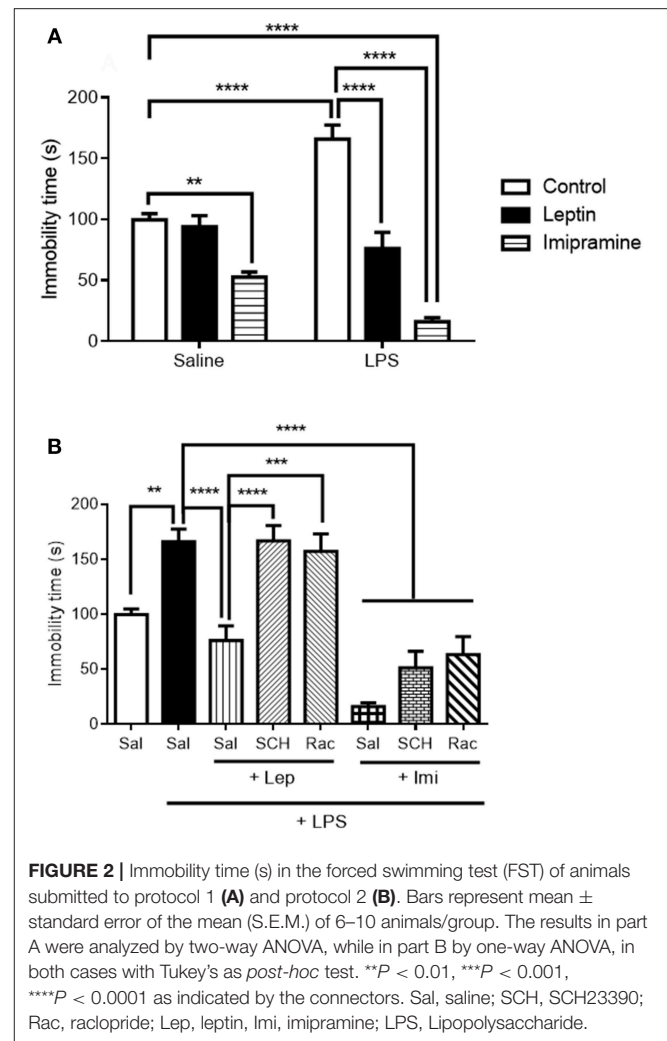 A
****
****
****
****
**
Immobility time (s)
200
150
100
50
0
Saline
LPS
Control
Leptin
Imipramine
B
****
***
**
****
****
Immobility time (s)
200
150
100
50
0
Sal Sal Sal SCH Rac Sal SCH Rac
+ Lep + Imi
+ LPS
FIGURE 2 | Immobility time (s) in the forced swimming test (FST) of animals
submitted to protocol 1 (A) and protocol 2 (B). Bars represent mean ±
standard error of the mean (S.E.M.) of 6–10 animals/group. The results in part
A were analyzed by two-way ANOVA, while in part B by one-way ANOVA, in
both cases with Tukey's as post-hoc test. **P < 0.01, ***P < 0.001,
****P < 0.0001 as indicated by the connectors. Sal, saline; SCH, SCH23390;
Rac, raclopride; Lep, leptin, Imi, imipramine; LPS, Lipopolysaccharide.